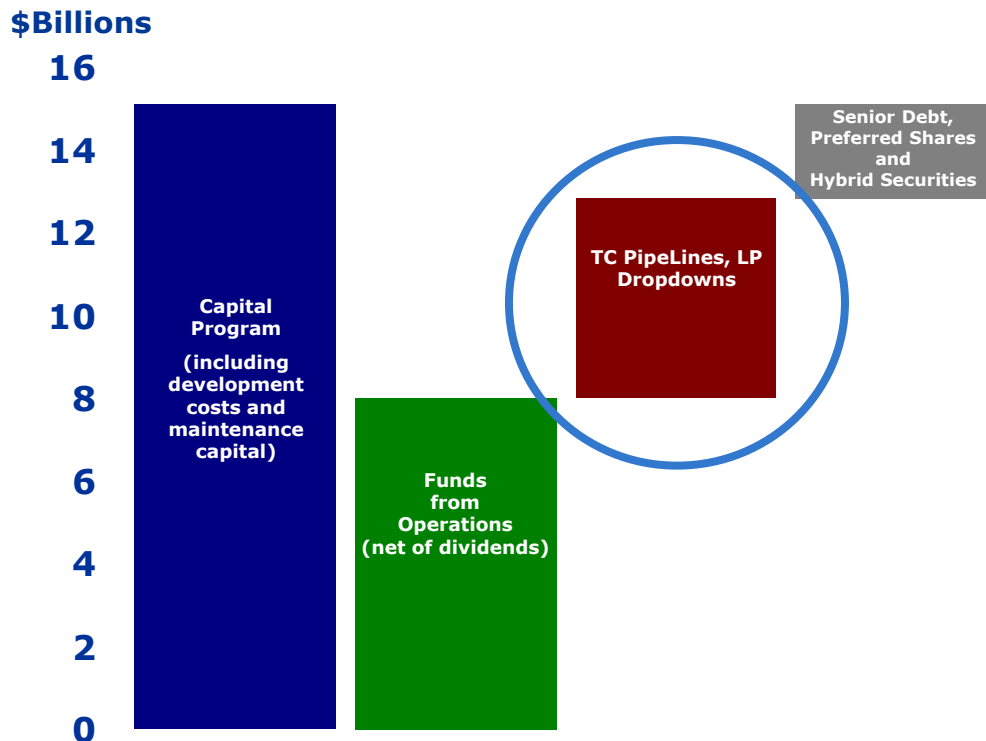 $Billions
16
14
12
10
8
6
4
2
0
Capital
Program
(including
development
costs and
maintenance
capital)
Funds
from
Operations
(net of dividends)
TC PipeLines, LP
Dropdowns
Senior Debt,
Preferred Shares
and
Hybrid Securities